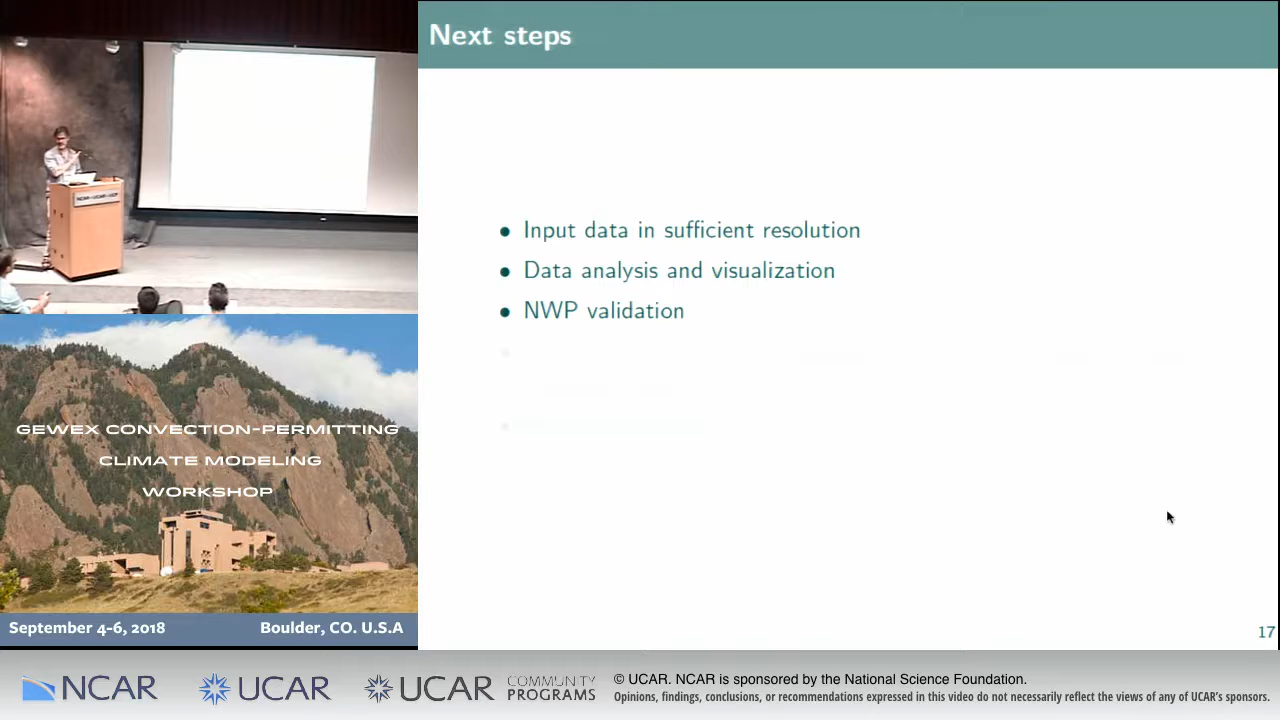 Next steps
• Input data in sufficient resolution
• Data analysis and visualization
• NWP validation
17
GEWEX CONVECTION-PERMITTING
CLIMATE MODELING
WORKSHOP
September 4-6, 2018
Boulder, CO. U.S.A
NCAR
UCAR
UCAR
COMMUNITY
PROGRAMS
© UCAR. NCAR is sponsored by the National Science Foundation.
Opinions, findings, conclusions, or recommendations expressed in this video do not necessarily reflect the views of any of UCAR's sponsors.